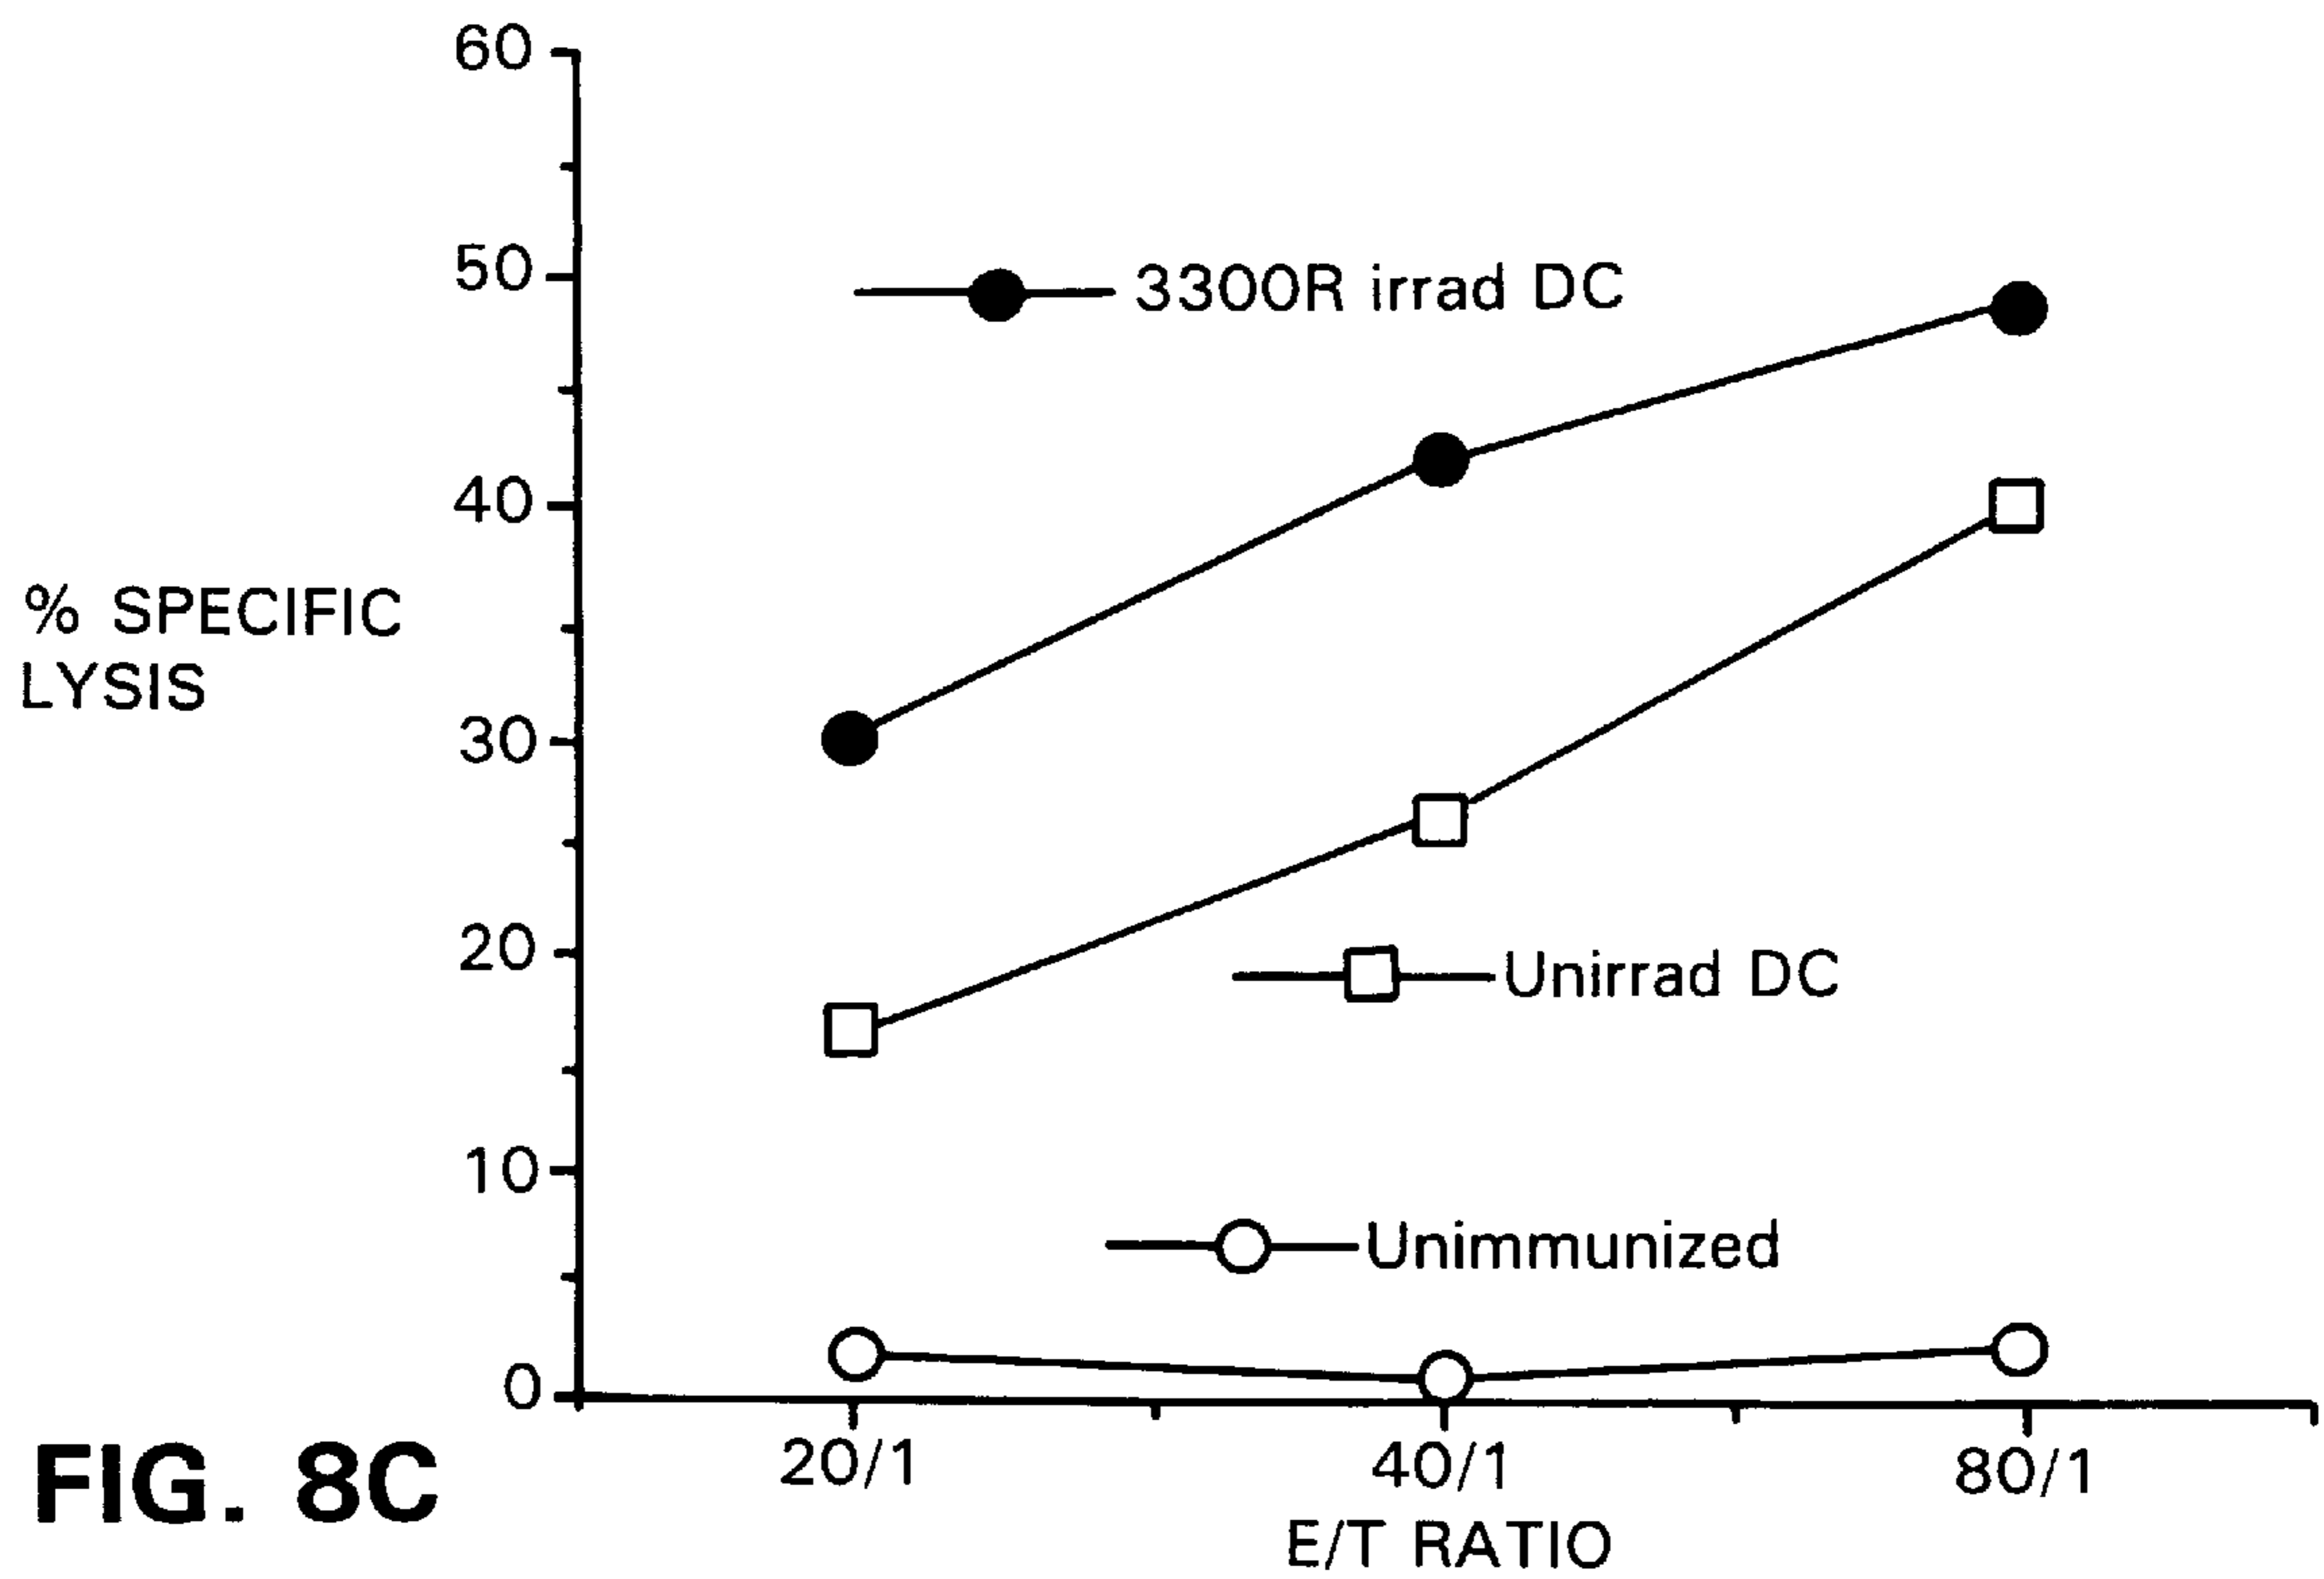 60
50
3300R irrad DC
40
% SPECIFIC
LYSIS
30
20
Unirrad DC
10
Unimmunized
0
20/1 40/1 80/1
FIG. 8C
E/T RATIO